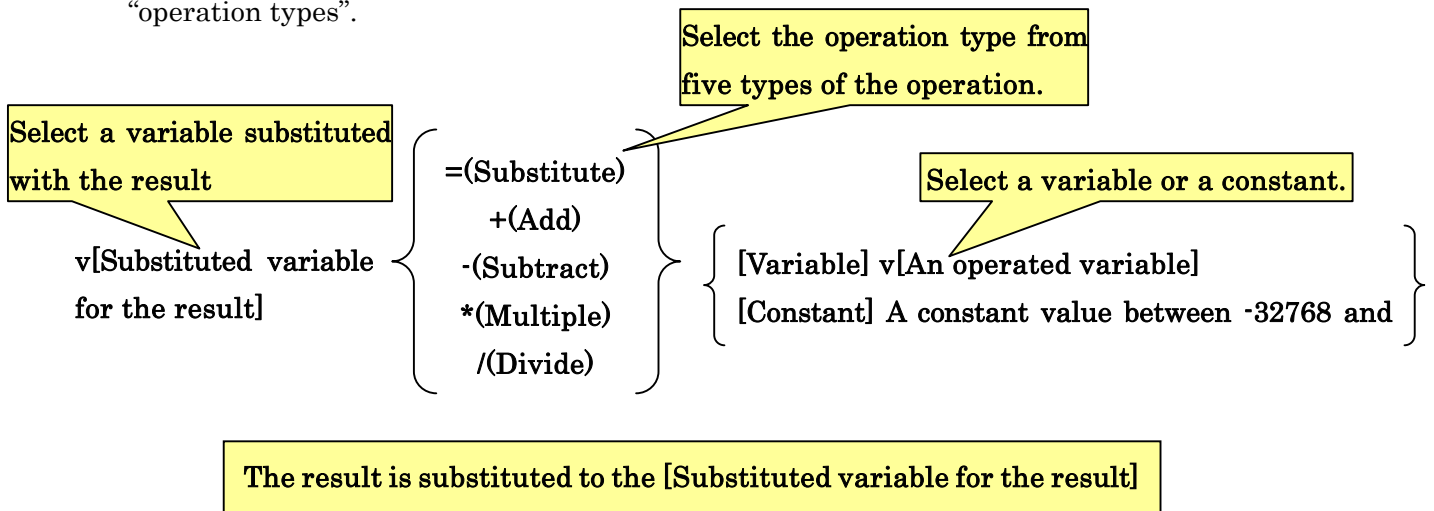 “operation types”.
Select the operation type from
five types of the operation.
Select a variable substituted
with the result
=(Substitute)
+(Add)
-(Subtract)
*(Multiple)
/(Divide)
Select a variable or a constant.
v[Substituted variable
for the result]
[Variable] v[An operated variable]
[Constant] A constant value between -32768 and
The result is substituted to the [Substituted variable for the result]